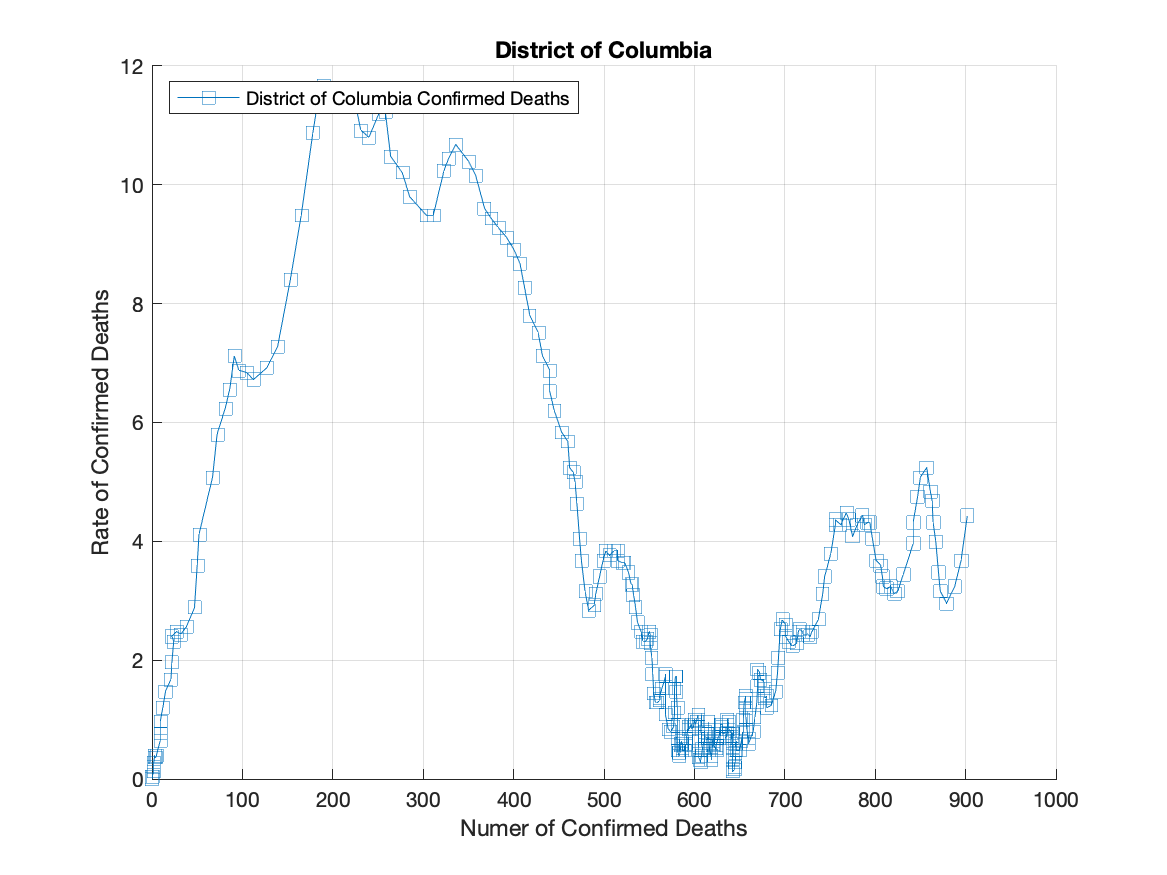 District of Columbia
12
District of Columbia Confirmed Deaths
10
8
6
4
2
0
Rate of Confirmed Deaths
0 100 200 300 400 500 600 700 800 900 1000
Numer of Confirmed Deaths